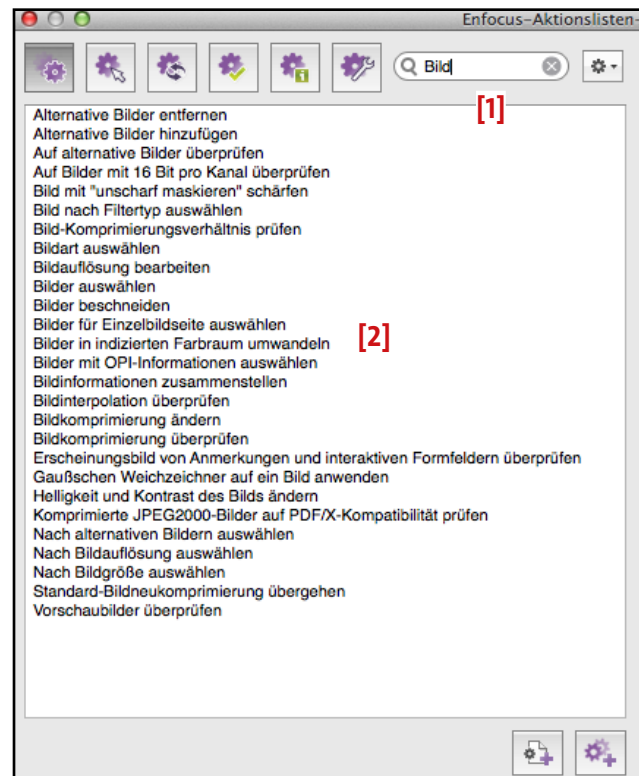 Enfocus-Aktionslisten-
Bild
[1]
Alternative Bilder entfernen
Alternative Bilder hinzufügen
Auf alternative Bilder überprüfen
Auf Bilder mit 16 Bit pro Kanal überprüfen
Bild mit "unscharf maskieren" schärfen
Bild nach Filtertyp auswählen
Bild-Komprimierungsverhältnis prüfen
Bildart auswählen
Bildauflösung bearbeiten
Bilder auswählen
Bilder beschneiden
Bilder für Einzelbildseite auswählen
Bilder in indizierten Farbraum umwandeln
[2]
Bilder mit OPI-Informationen auswählen
Bildinformationen zusammenstellen
Bildinterpolation überprüfen
Bildkomprimierung ändern
Bildkomprimierung überprüfen
Erscheinungsbild von Anmerkungen und interaktiven Formfeldern überprüfen
Gaußschen Weichzeichner auf ein Bild anwenden
Helligkeit und Kontrast des Bilds ändern
Komprimierte JPEG2000-Bilder auf PDF/X-Kompatibilität prüfen
Nach alternativen Bildern auswählen
Nach Bildauflösung auswählen
Nach Bildgröße auswählen
Standard-Bildneukomprimierung übergehen
Vorschaubilder überprüfen